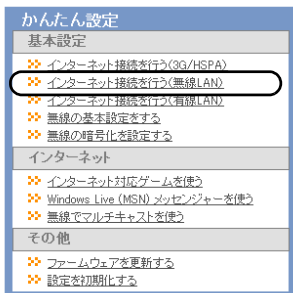 かんたん設定
基本設定
インターネット接続を行う(3G/HSPA)
インターネット接続を行う(無線LAN)
インターネット接続を行う(有線LAN)
無線の基本設定をする
無線の暗号化を設定する
インターネット
インターネット対応ゲームを使う
Windows Live (MSN) メッセンジャーを使う
無線でマルチキャストを使う
その他
ファームウェアを更新する
設定を初期化する